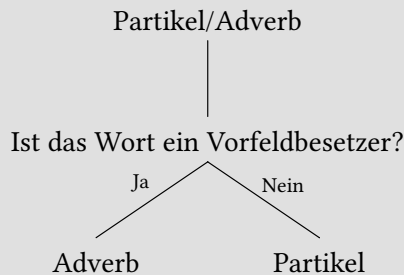 Partikel/Adverb
Ist das Wort ein Vorfeldbesetzer?
Ja
Nein
Adverb
Partikel